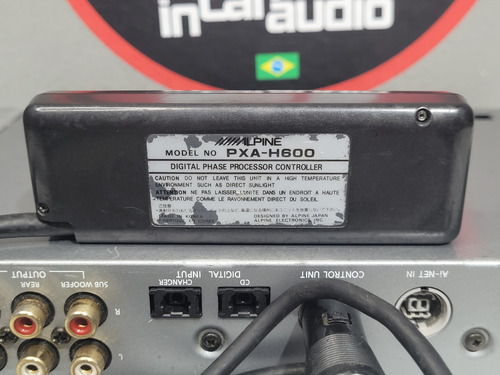 incaraudio
ALPINE
MODEL NO PXA-H600
DIGITAL PHASE PROCESSOR CONTROLLER
CAUTION DO NOT LEAVE THIS UNIT IN A HIGH TEMPERATURE
ENVIRONMENT SUCH AS DIRECT SUNLIGHT
ATTENTION NE PAS LAISSER L'UNITE DANS UN ENDROIT A HAUTE
TEMPERATURE COMME LE RAVONNEMENT DIRECT DU SOLEIL
DESIGNED BY ALPINE JAPAN
ALPINE ELECTRONICS INC.
OUTPUT
REAR
SUB WOOFER
DIGITAL INPUT
CHANGER
CD
CONTROL UNIT
Ai-NET IN
R
L